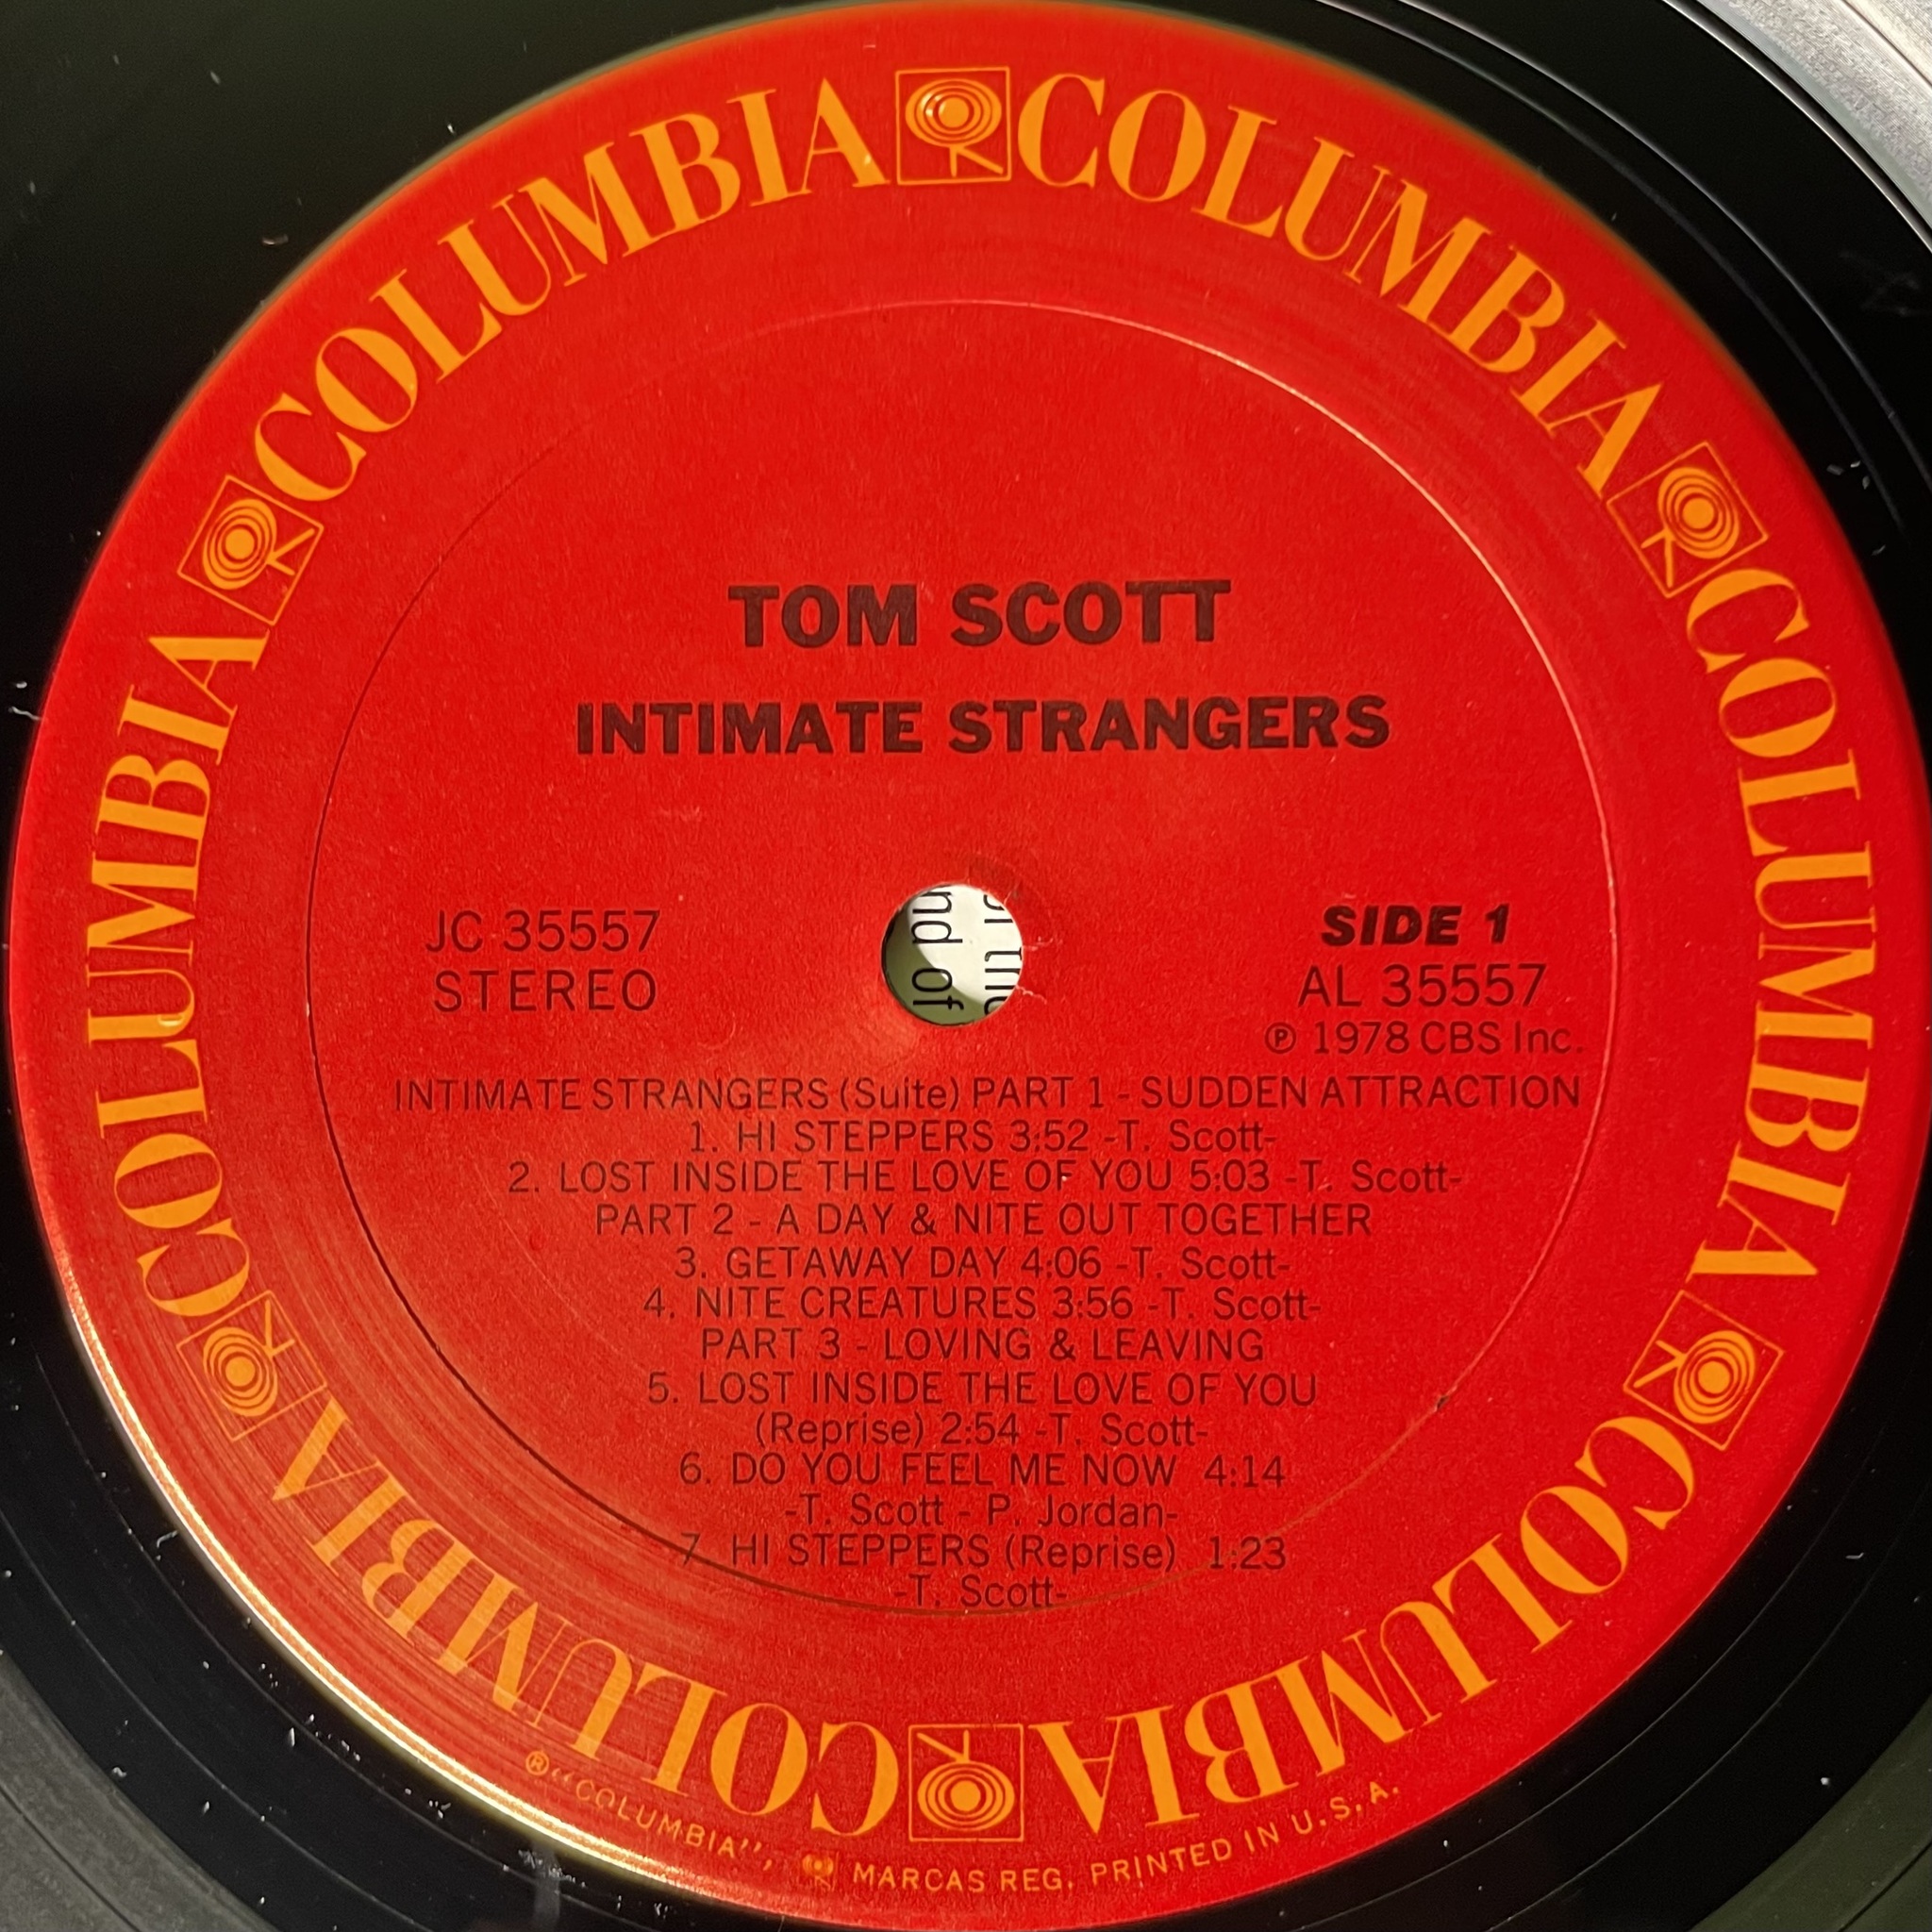 COLUMBIA COLUMBIA COLUMBIA COLUMBIA COLUMBIA COLUMBIA
TOM SCOTT
INTIMATE STRANGERS
JC 35557
STEREO
nd of
SIDE 1
AL 35557
℗ 1978 CBS Inc.
INTIMATE STRANGERS (Suite) PART 1 - SUDDEN ATTRACTION
1. HI STEPPERS 3:52 -T. Scott-
2. LOST INSIDE THE LOVE OF YOU 5:03 -T. Scott-
PART 2 - A DAY & NITE OUT TOGETHER
3. GETAWAY DAY 4:06 -T. Scott-
4. NITE CREATURES 3:56 -T. Scott-
PART 3 - LOVING & LEAVING
5. LOST INSIDE THE LOVE OF YOU
(Reprise) 2:54 -T. Scott-
6. DO YOU FEEL ME NOW 4:14
-T. Scott - P. Jordan-
7. HI STEPPERS (Reprise) 1:23
-T. Scott-
® "COLUMBIA", MARCAS REG. PRINTED IN U.S.A.